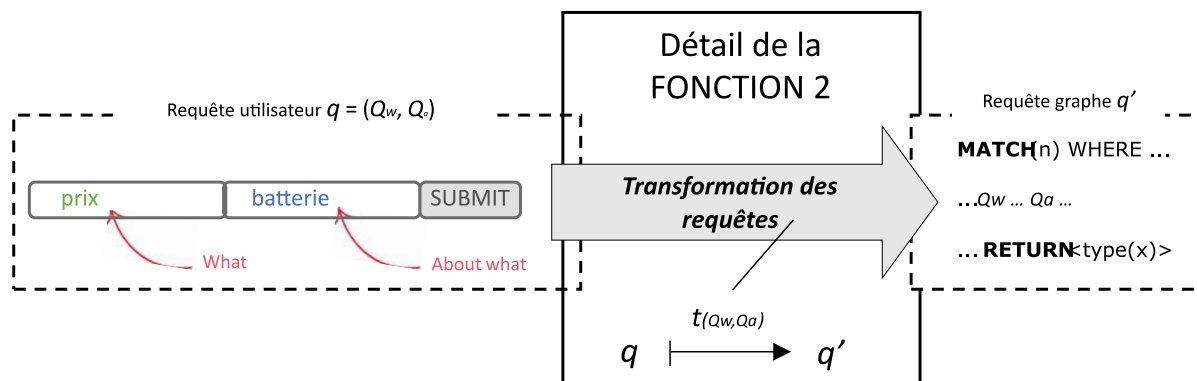 Détail de la
FONCTION 2
Requête utilisateur q = (Qw, Qa)
prix
batterie
SUBMIT
What
About what
Transformation des
requêtes
t(Qw,Qa)
q
q’
Requête graphe q’
MATCH(n) WHERE ...
...Qw ... Qa ...
... RETURN<type(x)>